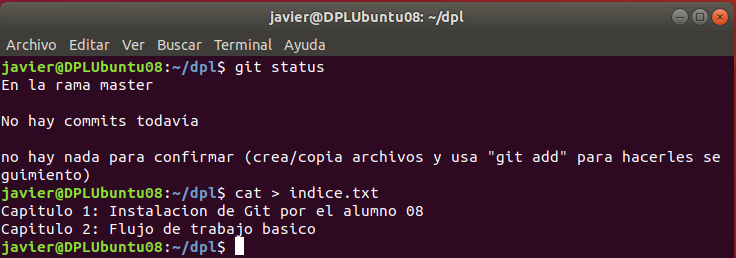 javier@DPLUbuntu08: ~/dpl
Archivo Editar Ver Buscar Terminal Ayuda
javier@DPLUbuntu08:~/dpl$ git status
En la rama master
No hay commits todavía
no hay nada para confirmar (crea/copia archivos y usa "git add" para hacerles se
guimiento)
javier@DPLUbuntu08:~/dpl$ cat > indice.txt
Capitulo 1: Instalacion de Git por el alumno 08
Capitulo 2: Flujo de trabajo basico
javier@DPLUbuntu08:~/dpl$